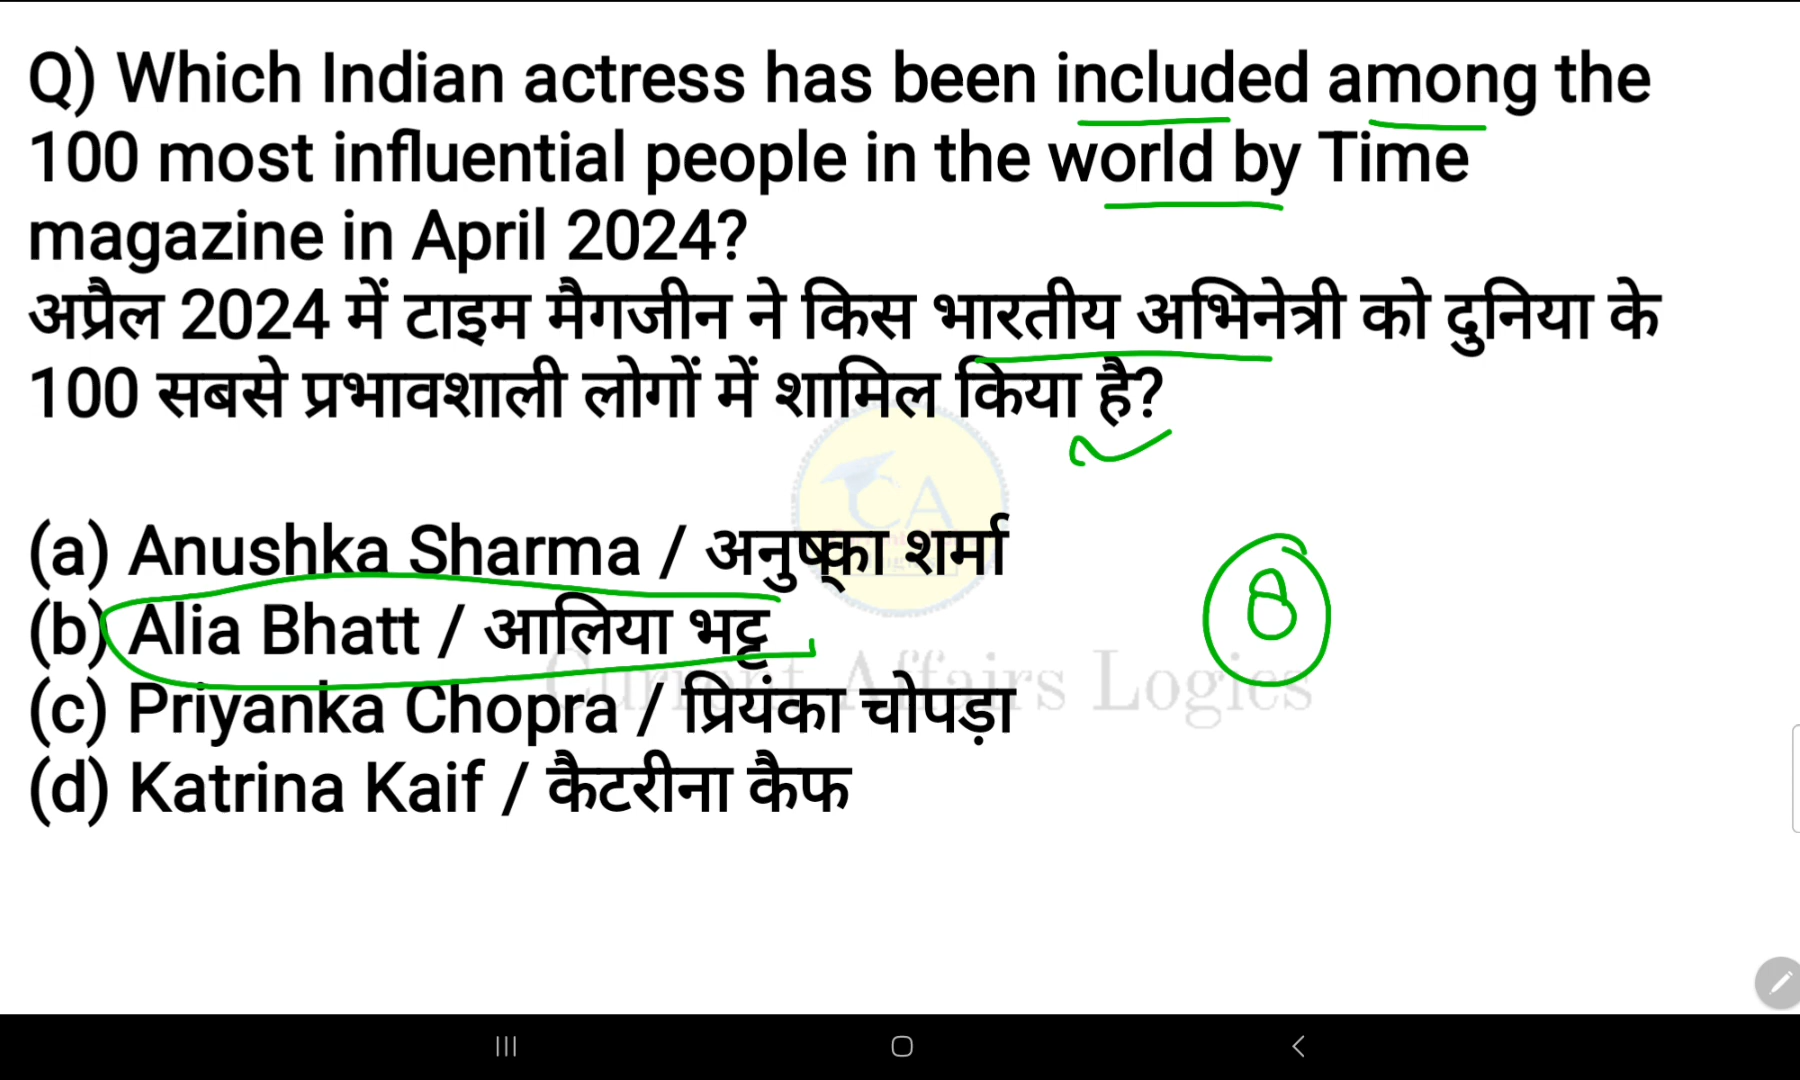 Q) Which Indian actress has been included among the
100 most influential people in the world by Time
magazine in April 2024?
अप्रैल 2024 में टाइम मैगजीन ने किस भारतीय अभिनेत्री को दुनिया के
100 सबसे प्रभावशाली लोगों में शामिल किया है?
CA
(a) Anushka Sharma / अनुष्का शर्मा
(b) Alia Bhatt / आलिया भट्ट
8
Current Affairs Logics
(c) Priyanka Chopra / प्रियंका चोपड़ा
(d) Katrina Kaif / कैटरीना कैफ